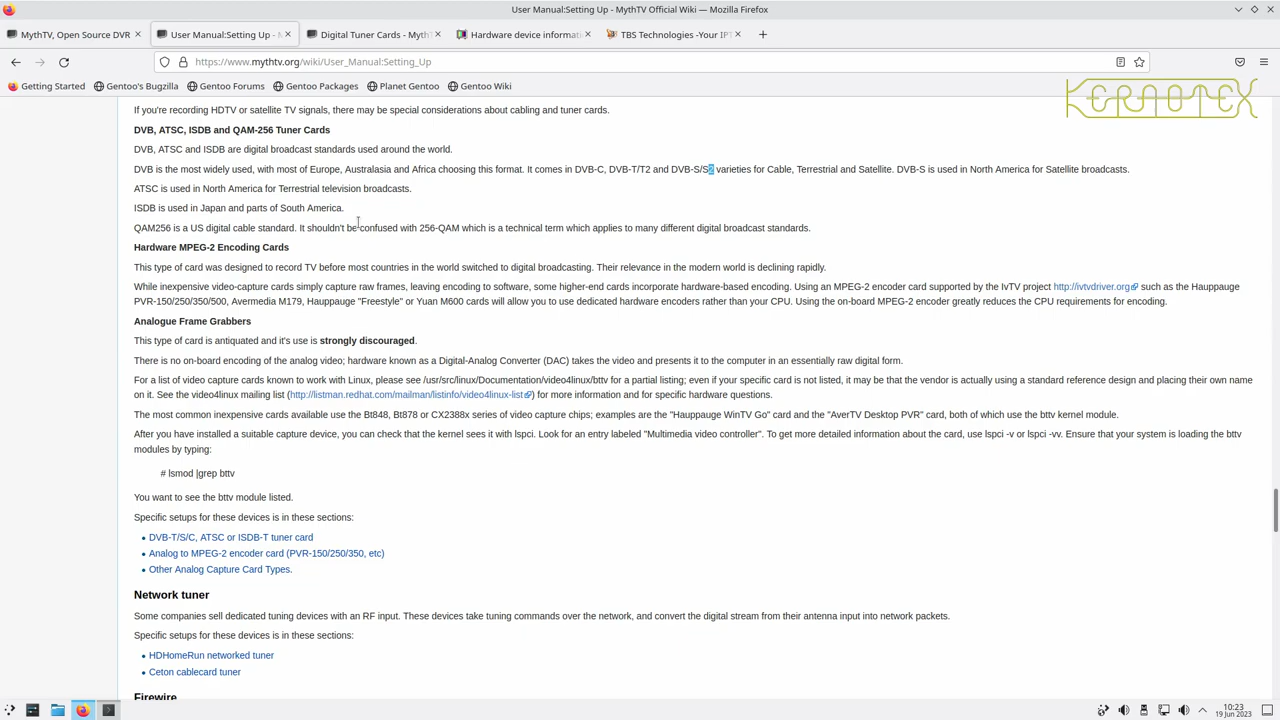 User Manual:Setting Up - MythTV Official Wiki — Mozilla Firefox
MythTV, Open Source DVR
User Manual:Setting Up -
Digital Tuner Cards - MythT
Hardware device informati
TBS Technologies -Your IPT
https://www.mythtv.org/wiki/User_Manual:Setting_Up
Getting Started
Gentoo's Bugzilla
Gentoo Forums
Gentoo Packages
Planet Gentoo
Gentoo Wiki
KERNOTEX
If you're recording HDTV or satellite TV signals, there may be special considerations about cabling and tuner cards.
DVB, ATSC, ISDB and QAM-256 Tuner Cards
DVB, ATSC and ISDB are digital broadcast standards used around the world.
DVB is the most widely used, with most of Europe, Australasia and Africa choosing this format. It comes in DVB-C, DVB-T/T2 and DVB-S/S2 varieties for Cable, Terrestrial and Satellite. DVB-S is used in North America for Satellite broadcasts.
ATSC is used in North America for Terrestrial television broadcasts.
ISDB is used in Japan and parts of South America.
QAM256 is a US digital cable standard. It shouldn't be confused with 256-QAM which is a technical term which applies to many different digital broadcast standards.
Hardware MPEG-2 Encoding Cards
This type of card was designed to record TV before most countries in the world switched to digital broadcasting. Their relevance in the modern world is declining rapidly.
While inexpensive video-capture cards simply capture raw frames, leaving encoding to software, some higher-end cards incorporate hardware-based encoding. Using an MPEG-2 encoder card supported by the IvTV project http://ivtvdriver.org such as the Hauppauge
PVR-150/250/350/500, Avermedia M179, Hauppauge "Freestyle" or Yuan M600 cards will allow you to use dedicated hardware encoders rather than your CPU. Using the on-board MPEG-2 encoder greatly reduces the CPU requirements for encoding.
Analogue Frame Grabbers
This type of card is antiquated and it's use is strongly discouraged.
There is no on-board encoding of the analog video; hardware known as a Digital-Analog Converter (DAC) takes the video and presents it to the computer in an essentially raw digital form.
For a list of video capture cards known to work with Linux, please see /usr/src/linux/Documentation/video4linux/bttv for a partial listing; even if your specific card is not listed, it may be that the vendor is actually using a standard reference design and placing their own name
on it. See the video4linux mailing list (http://listman.redhat.com/mailman/listinfo/video4linux-list) for more information and for specific hardware questions.
The most common inexpensive cards available use the Bt848, Bt878 or CX2388x series of video capture chips; examples are the "Hauppauge WinTV Go" card and the "AverTV Desktop PVR" card, both of which use the bttv kernel module.
After you have installed a suitable capture device, you can check that the kernel sees it with lspci. Look for an entry labeled "Multimedia video controller". To get more detailed information about the card, use lspci -v or lspci -vv. Ensure that your system is loading the bttv
modules by typing:
# lsmod |grep bttv
You want to see the bttv module listed.
Specific setups for these devices is in these sections:
DVB-T/S/C, ATSC or ISDB-T tuner card
Analog to MPEG-2 encoder card (PVR-150/250/350, etc)
Other Analog Capture Card Types.
Network tuner
Some companies sell dedicated tuning devices with an RF input. These devices take tuning commands over the network, and convert the digital stream from their antenna input into network packets.
Specific setups for these devices is in these sections:
HDHomeRun networked tuner
Ceton cablecard tuner
Firewire
10:23
19 Jun 2023